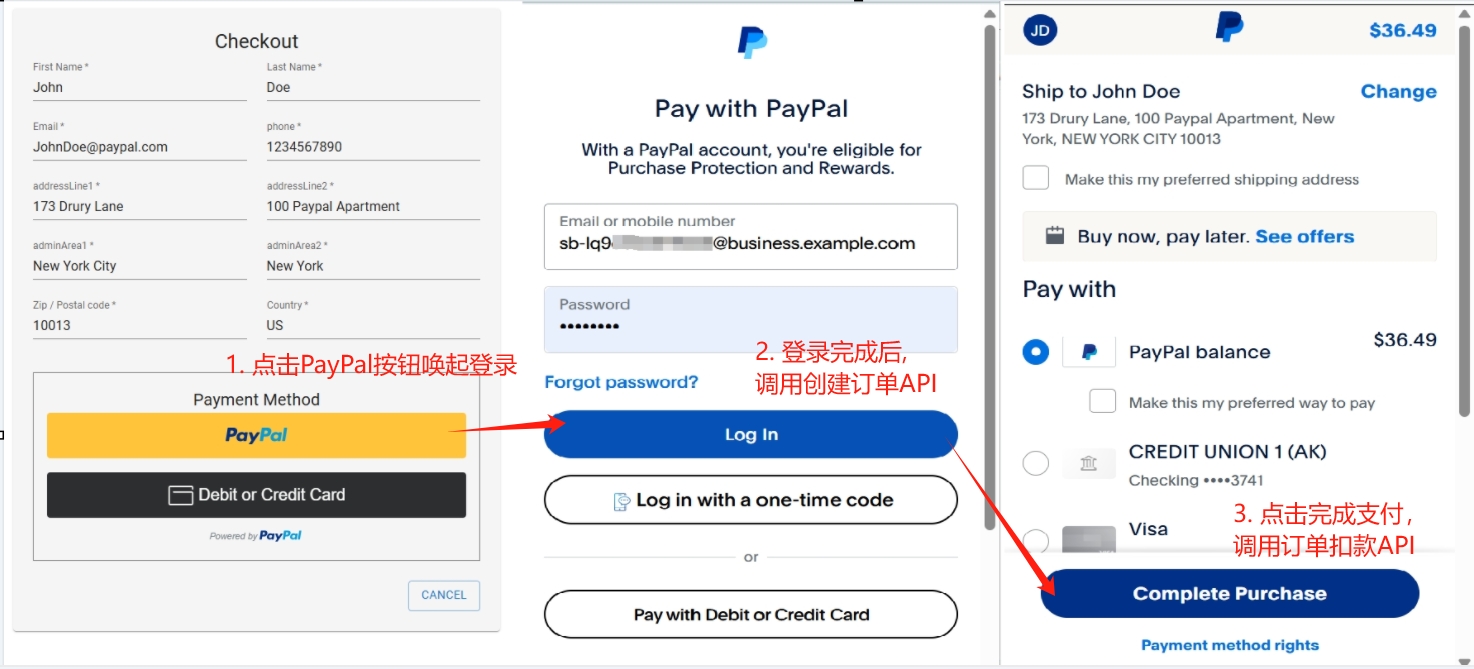 Checkout
First Name *
Last Name *
John
Doe
Email *
phone *
JohnDoe@paypal.com
1234567890
addressLine1 *
addressLine2 *
173 Drury Lane
100 Paypal Apartment
adminArea1 *
adminArea2 *
New York City
New York
Zip / Postal code *
Country *
10013
US
1. 点击PayPal按钮唤起登录
Payment Method
PayPal
Debit or Credit Card
Powered by PayPal
CANCEL
Pay with PayPal
With a PayPal account, you're eligible for
Purchase Protection and Rewards.
Email or mobile number
sb-lq9 @business.example.com
Password
••••••••
2. 登录完成后,
调用创建订单API
Forgot password?
Log In
Log in with a one-time code
or
Pay with Debit or Credit Card
JD
$36.49
Ship to John Doe
Change
173 Drury Lane, 100 Paypal Apartment, New
York, NEW YORK CITY 10013
Make this my preferred shipping address
Buy now, pay later. See offers
Pay with
$36.49
PayPal balance
Make this my preferred way to pay
CREDIT UNION 1 (AK)
Checking ••••3741
Visa
3. 点击完成支付,
调用订单扣款API
Complete Purchase
Payment method rights